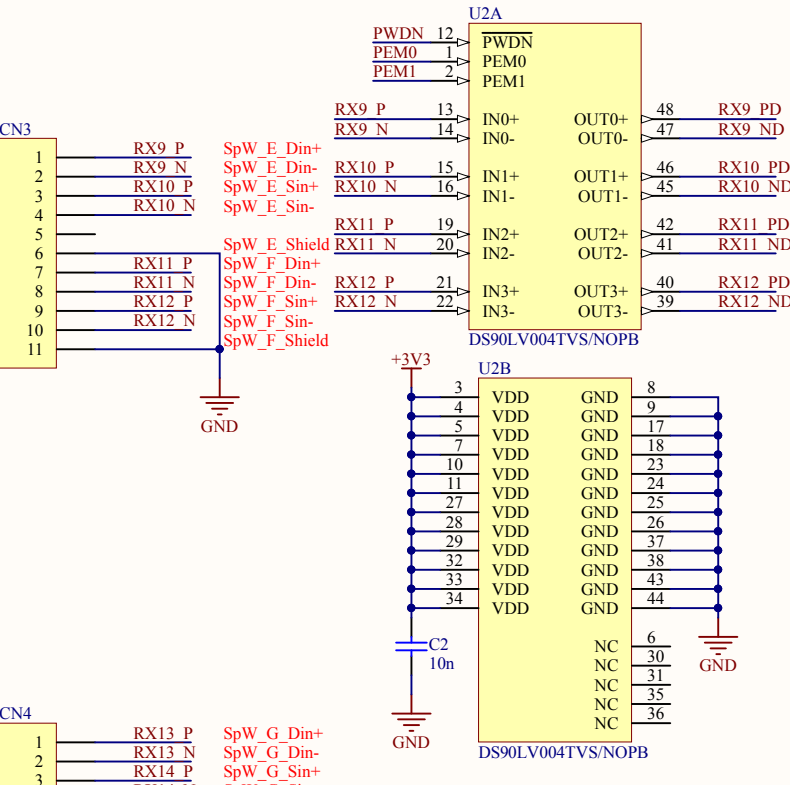 U2A
PWDN 12 PWDN
PEM0 1 PEM0
PEM1 2 PEM1
RX9_P 13 IN0+ OUT0+ 48 RX9_PD
RX9_N 14 IN0- OUT0- 47 RX9_ND
RX10_P 15 IN1+ OUT1+ 46 RX10_PD
RX10_N 16 IN1- OUT1- 45 RX10_ND
RX11_P 19 IN2+ OUT2+ 42 RX11_PD
RX11_N 20 IN2- OUT2- 41 RX11_ND
RX12_P 21 IN3+ OUT3+ 40 RX12_PD
RX12_N 22 IN3- OUT3- 39 RX12_ND
DS90LV004TVS/NOPB
CN3
1 RX9_P SpW_E_Din+
2 RX9_N SpW_E_Din-
3 RX10_P SpW_E_Sin+
4 RX10_N SpW_E_Sin-
5
6 SpW_E_Shield
7 RX11_P SpW_F_Din+
8 RX11_N SpW_F_Din-
9 RX12_P SpW_F_Sin+
10 RX12_N SpW_F_Sin-
11 SpW_F_Shield
GND
+3V3
U2B
3 VDD GND 8
4 VDD GND 9
5 VDD GND 17
7 VDD GND 18
10 VDD GND 23
11 VDD GND 24
27 VDD GND 25
28 VDD GND 26
29 VDD GND 37
32 VDD GND 38
33 VDD GND 43
34 VDD GND 44
NC 6
NC 30
NC 31
NC 35
NC 36
GND
C2
10n
GND
DS90LV004TVS/NOPB
CN4
1 RX13_P SpW_G_Din+
2 RX13_N SpW_G_Din-
3 RX14_P SpW_G_Sin+